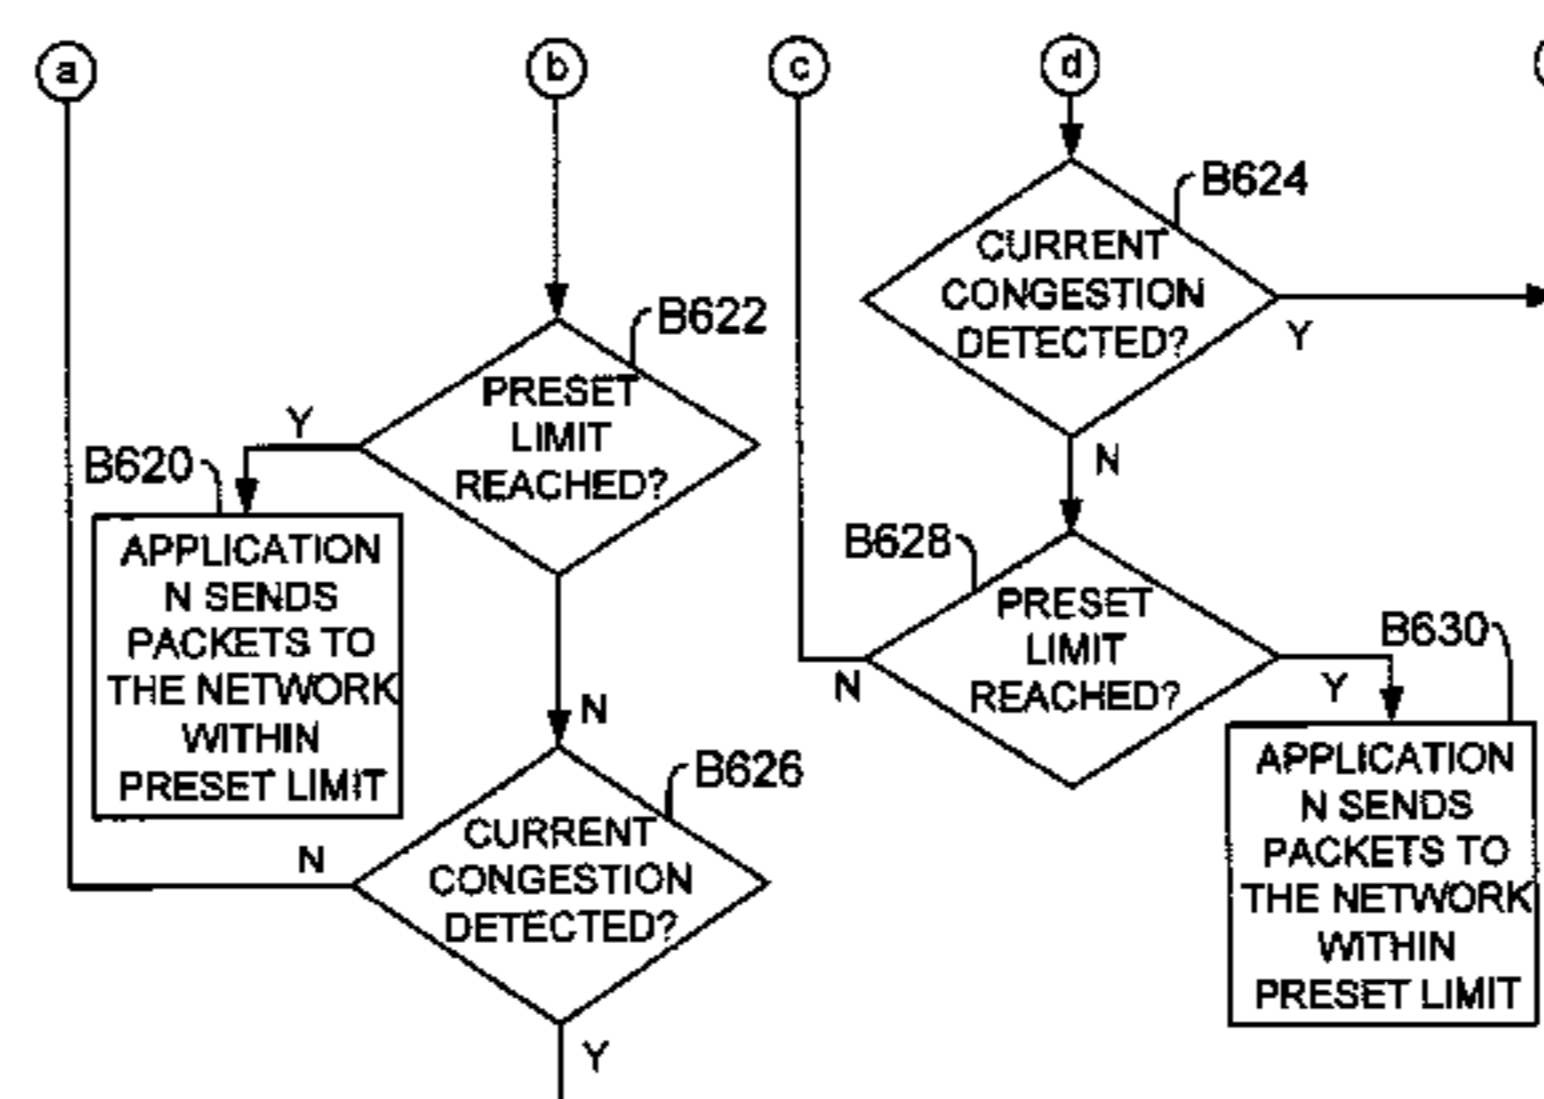 a
b
c
d
B624
CURRENT
CONGESTION
DETECTED?
Y
N
B622
PRESET
LIMIT
REACHED?
Y
N
B620
APPLICATION
N SENDS
PACKETS TO
THE NETWORK
WITHIN
PRESET LIMIT
B628
PRESET
LIMIT
REACHED?
N
Y
B630
APPLICATION
N SENDS
PACKETS TO
THE NETWORK
WITHIN
PRESET LIMIT
B626
CURRENT
CONGESTION
DETECTED?
N
Y